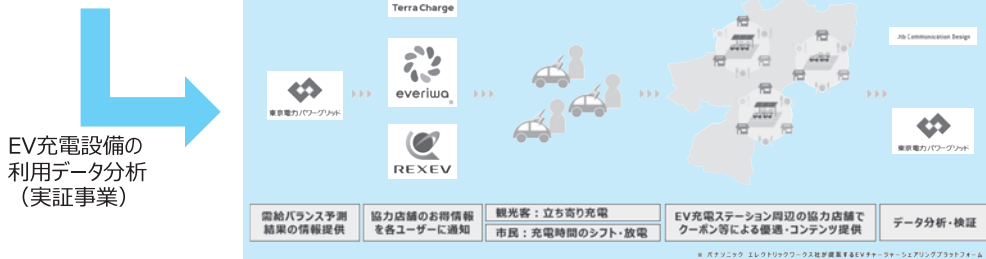 Terra Charge
Jtb Communication Design
everiwa
東京電力パワーグリッド
REXEV
東京電力パワーグリッド
EV充電設備の
利用データ分析
（実証事業）
需給バランス予測
結果の情報提供
協力店舗のお得情報
を各ユーザーに通知
観光客：立ち寄り充電
市民：充電時間のシフト・放電
EV充電ステーション周辺の協力店舗で
クーポン等による優遇・コンテンツ提供
データ分析・検証
※ パナソニック エレクトリックワークス社が提案するEVチャージャーシェアリングプラットフォーム